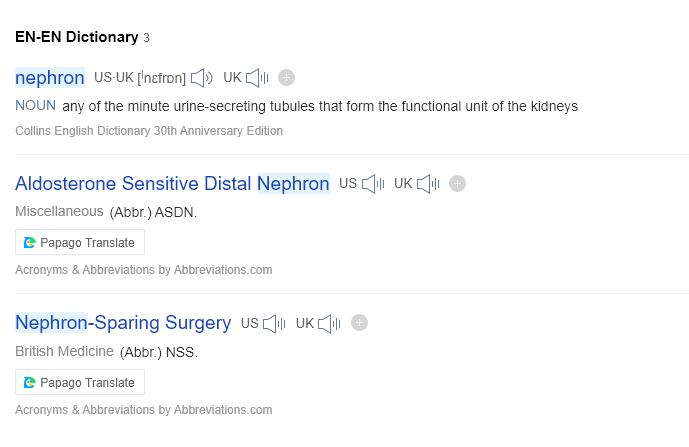 EN-EN Dictionary 3
nephron US·UK [ˈnɛfrɒn] UK
NOUN any of the minute urine-secreting tubules that form the functional unit of the kidneys
Collins English Dictionary 30th Anniversary Edition
Aldosterone Sensitive Distal Nephron US UK
Miscellaneous (Abbr.) ASDN.
Papago Translate
Acronyms & Abbreviations by Abbreviations.com
Nephron-Sparing Surgery US UK
British Medicine (Abbr.) NSS.
Papago Translate
Acronyms & Abbreviations by Abbreviations.com